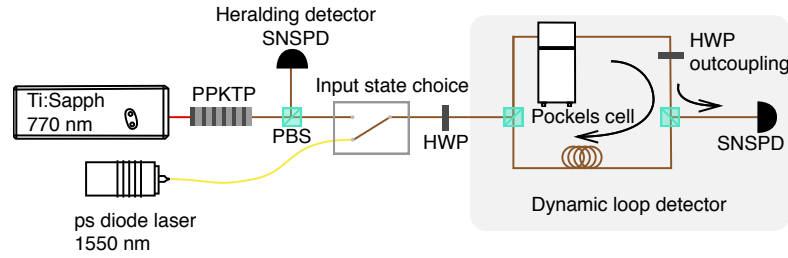 Heralding detector
SNSPD
Ti:Sapph
770 nm
PPKTP
PBS
Input state choice
HWP
Pockels cell
HWP
outcoupling
SNSPD
Dynamic loop detector
ps diode laser
1550 nm